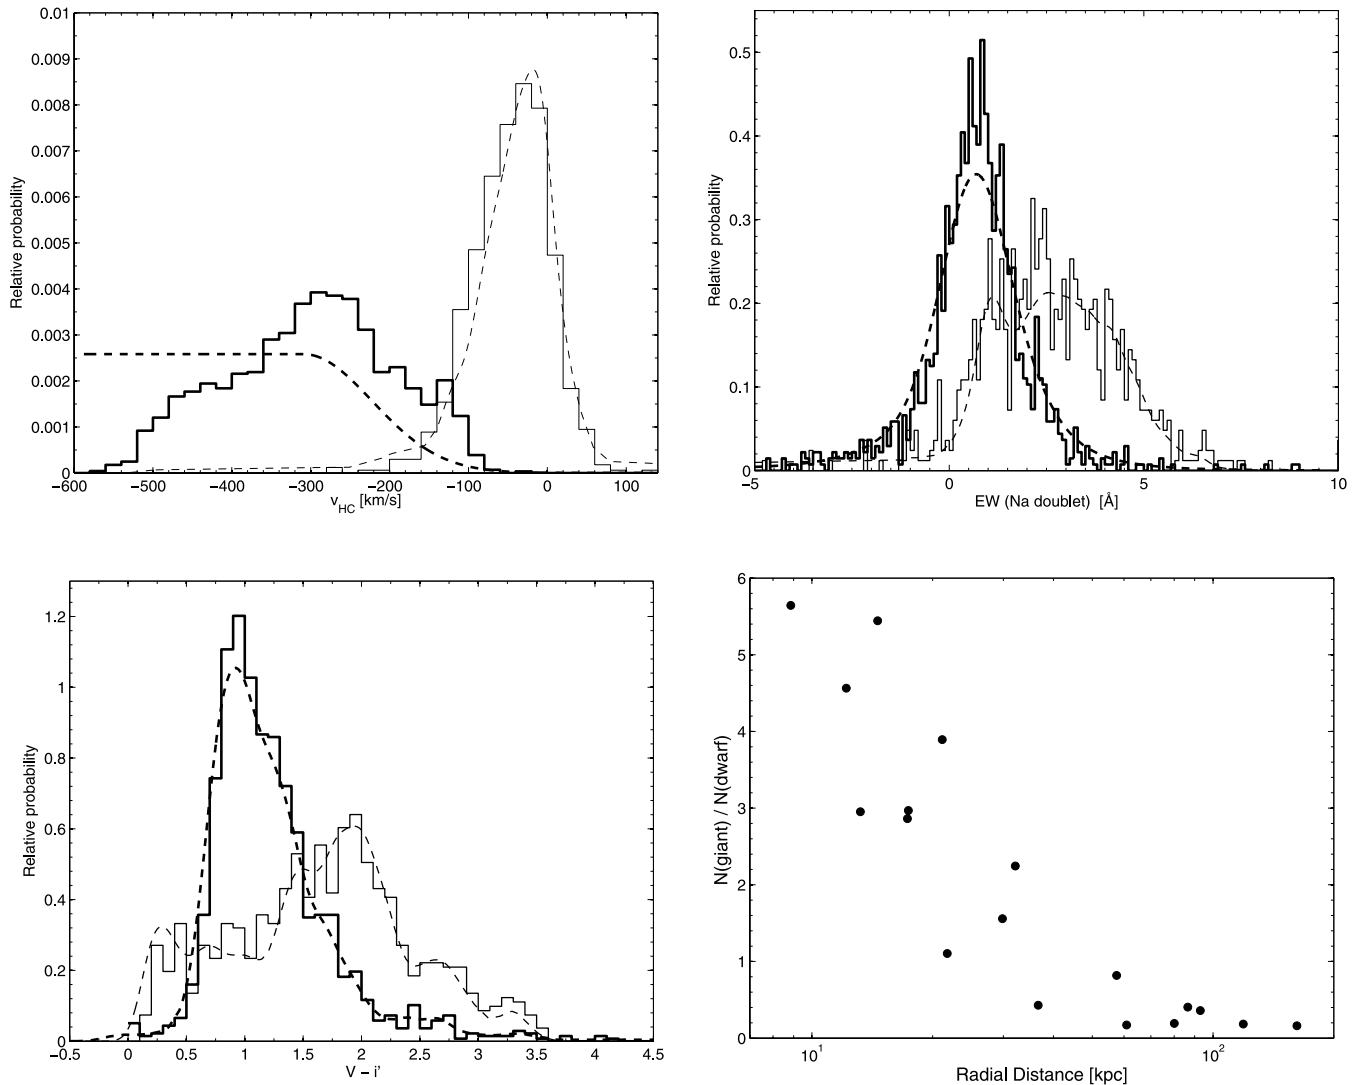 0.01
0.009
0.008
0.007
0.006
0.005
0.004
0.003
0.002
0.001
0
Relative probability
−600 −500 −400 −300 −200 −100 0 100
v_HC [km/s]
0.5
0.4
0.3
0.2
0.1
0
Relative probability
−5 0 5 10
EW (Na doublet) [Å]
1.2
1
0.8
0.6
0.4
0.2
0
Relative probability
−0.5 0 0.5 1 1.5 2 2.5 3 3.5 4 4.5
V − i'
6
5
4
3
2
1
0
N(giant) / N(dwarf)
10^1 10^2
Radial Distance [kpc]